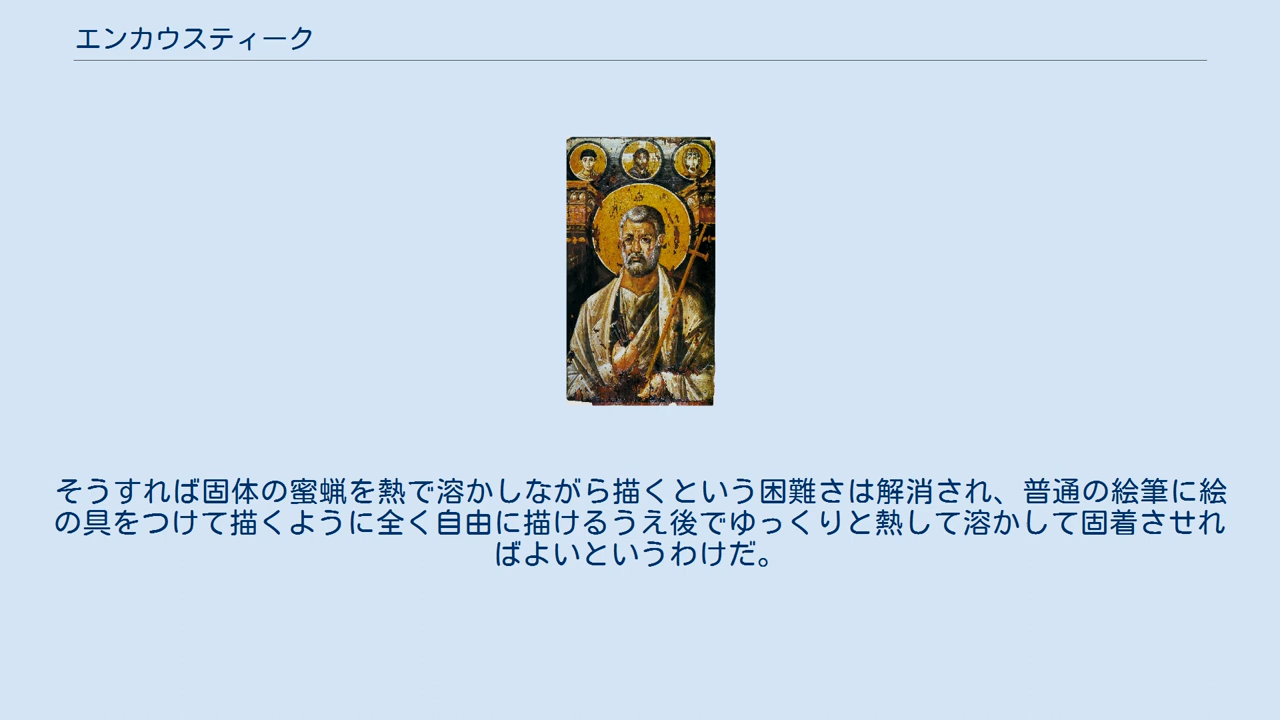 エンカウスティーク
そうすれば固体の蜜蝋を熱で溶かしながら描くという困難さは解消され、普通の絵筆に絵
の具をつけて描くように全く自由に描けるうえ後でゆっくりと熱して溶かして固着させれ
ばよいというわけだ。